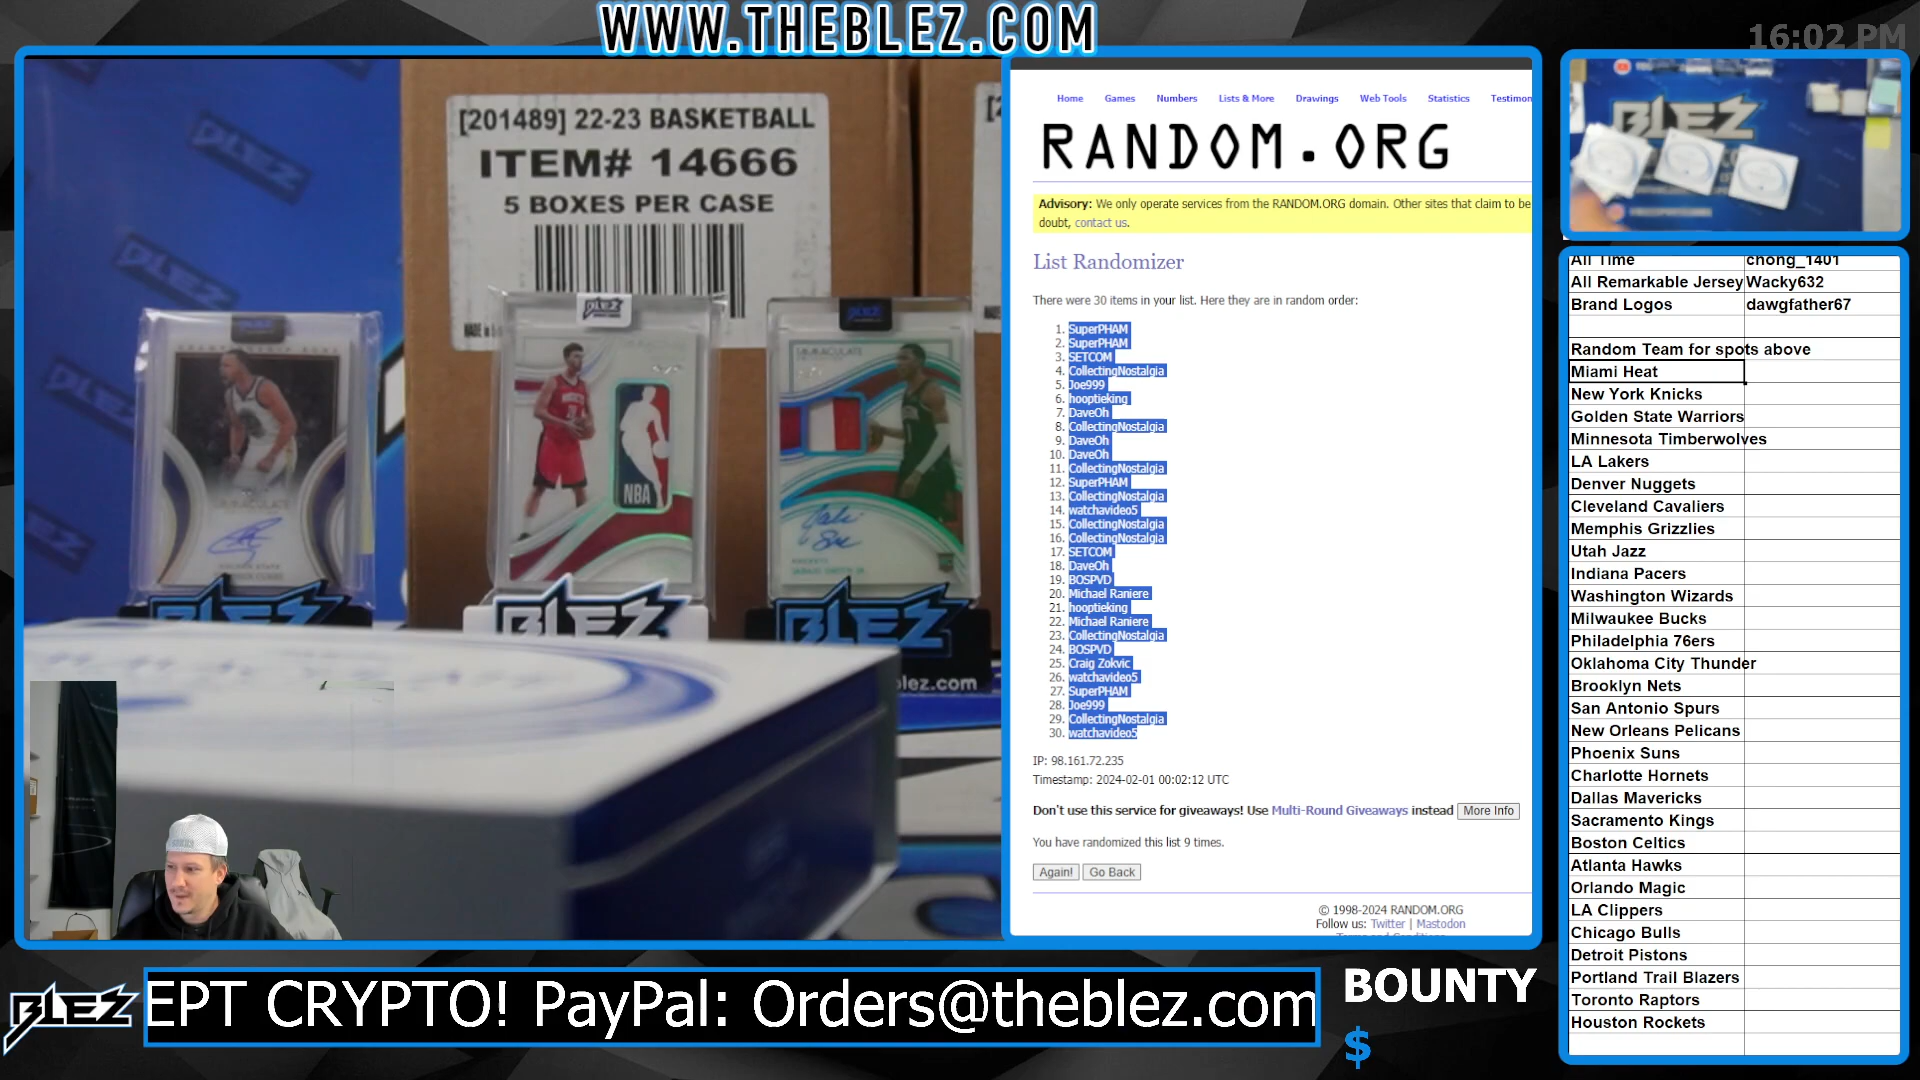 WWW.THEBLEZ.COM
16:02 PM
[201489] 22-23 BASKETBALL
ITEM# 14666
5 BOXES PER CASE
NBA
Home Games Numbers Lists & More Drawings Web Tools Statistics Testimon
RANDOM.ORG
Advisory: We only operate services from the RANDOM.ORG domain. Other sites that claim to be
doubt, contact us.
List Randomizer
There were 30 items in your list. Here they are in random order:
1. SuperPHAM
2. SuperPHAM
3. SETCOM
4. CollectingNostalgia
5. Joe999
6. hooptieking
7. DaveOh
8. CollectingNostalgia
9. DaveOh
10. DaveOh
11. CollectingNostalgia
12. SuperPHAM
13. CollectingNostalgia
14. watchavideo5
15. CollectingNostalgia
16. CollectingNostalgia
17. SETCOM
18. DaveOh
19. BOSPVD
20. Michael Raniere
21. hooptieking
22. Michael Raniere
23. CollectingNostalgia
24. BOSPVD
25. Craig Zokvic
26. watchavideo5
27. SuperPHAM
28. Joe999
29. CollectingNostalgia
30. watchavideo5
IP: 98.161.72.235
Timestamp: 2024-02-01 00:02:12 UTC
Don't use this service for giveaways! Use Multi-Round Giveaways instead More Info
You have randomized this list 9 times.
Again! Go Back
© 1998-2024 RANDOM.ORG
Follow us: Twitter | Mastodon
Terms and Conditions
BLEZ
All Time chong_1401
All Remarkable Jersey Wacky632
Brand Logos dawgfather67
Random Team for spots above
Miami Heat
New York Knicks
Golden State Warriors
Minnesota Timberwolves
LA Lakers
Denver Nuggets
Cleveland Cavaliers
Memphis Grizzlies
Utah Jazz
Indiana Pacers
Washington Wizards
Milwaukee Bucks
Philadelphia 76ers
Oklahoma City Thunder
Brooklyn Nets
San Antonio Spurs
New Orleans Pelicans
Phoenix Suns
Charlotte Hornets
Dallas Mavericks
Sacramento Kings
Boston Celtics
Atlanta Hawks
Orlando Magic
LA Clippers
Chicago Bulls
Detroit Pistons
Portland Trail Blazers
Toronto Raptors
Houston Rockets
BLEZ
BLEZ
BLEZ
lez.com
BLEZ
EPT CRYPTO! PayPal: Orders@theblez.com
BOUNTY
$